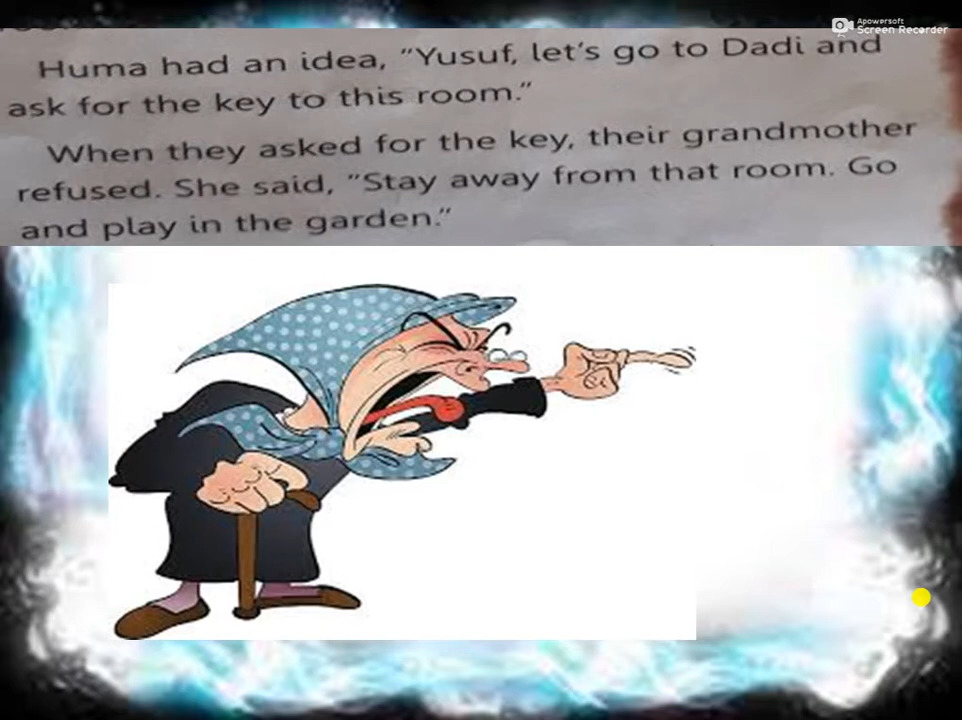 Apowersoft
Screen Recorder
Huma had an idea, "Yusuf, let's go to Dadi and
ask for the key to this room."
When they asked for the key, their grandmother
refused. She said, "Stay away from that room. Go
and play in the garden."